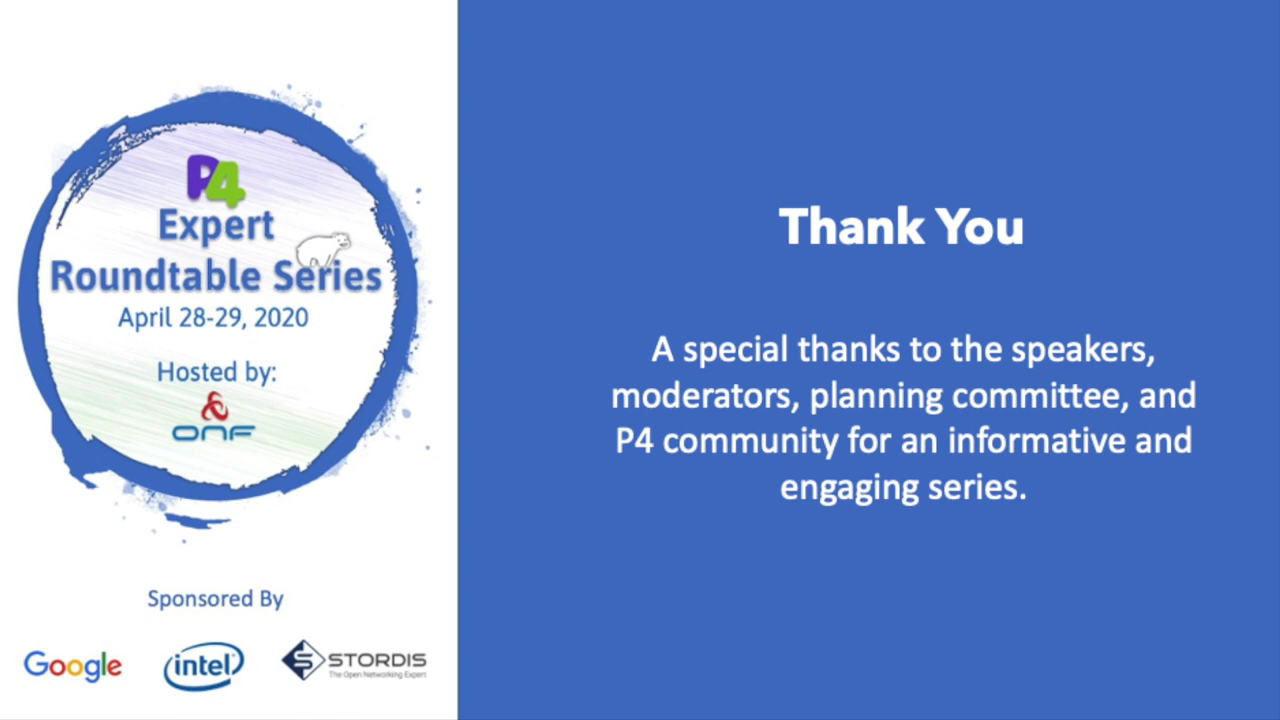 P4
Expert
Roundtable Series
April 28-29, 2020
Hosted by:
ONF
Sponsored By
Google
intel
STORDIS
The Open Networking Expert
Thank You
A special thanks to the speakers,
moderators, planning committee, and
P4 community for an informative and
engaging series.